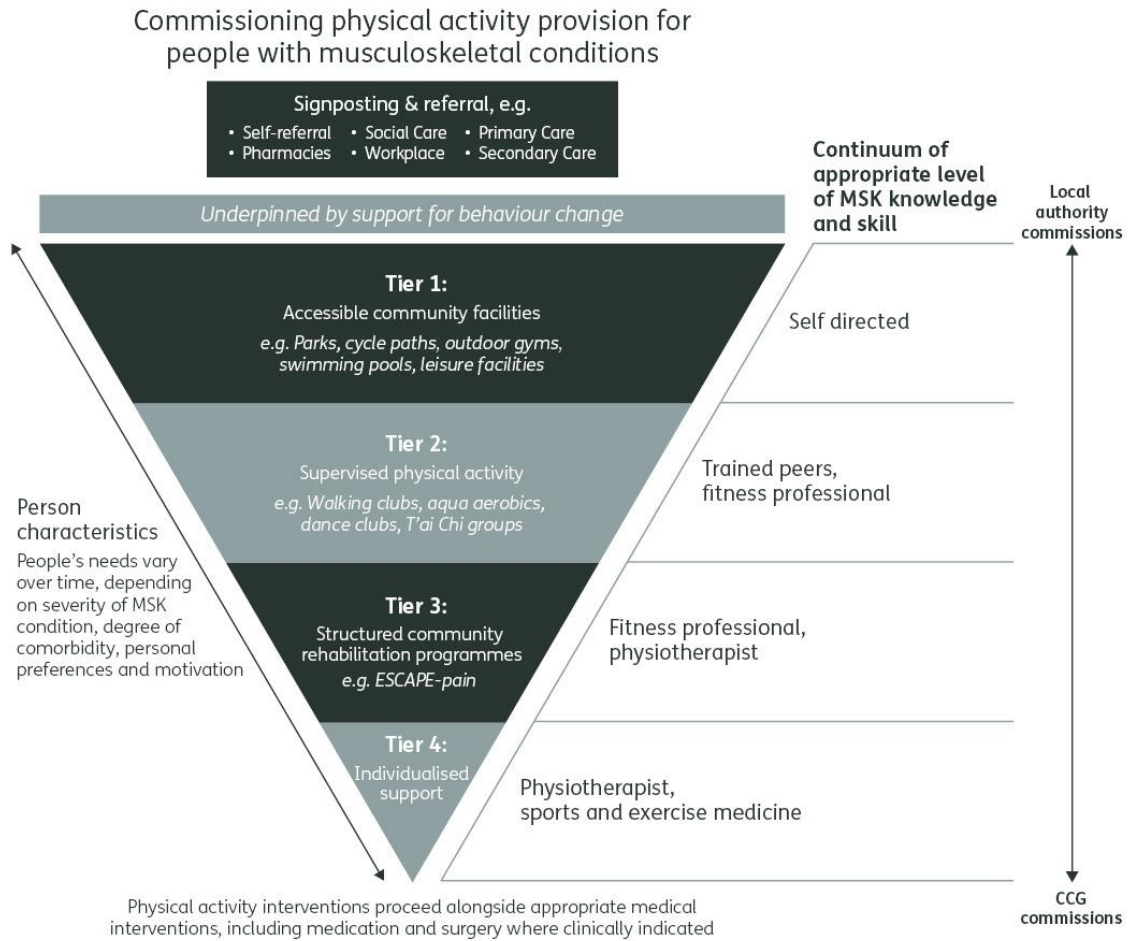 Commissioning physical activity provision for
people with musculoskeletal conditions
Signposting & referral, e.g.
• Self-referral • Social Care • Primary Care
• Pharmacies • Workplace • Secondary Care
Underpinned by support for behaviour change
Continuum of
appropriate level
of MSK knowledge
and skill
Local
authority
commissions
Tier 1:
Accessible community facilities
e.g. Parks, cycle paths, outdoor gyms,
swimming pools, leisure facilities
Self directed
Tier 2:
Supervised physical activity
e.g. Walking clubs, aqua aerobics,
dance clubs, T'ai Chi groups
Trained peers,
fitness professional
Person
characteristics
People's needs vary
over time, depending
on severity of MSK
condition, degree of
comorbidity, personal
preferences and motivation
Tier 3:
Structured community
rehabilitation programmes
e.g. ESCAPE-pain
Fitness professional,
physiotherapist
Tier 4:
Individualised
support
Physiotherapist,
sports and exercise medicine
CCG
commissions
Physical activity interventions proceed alongside appropriate medical
interventions, including medication and surgery where clinically indicated